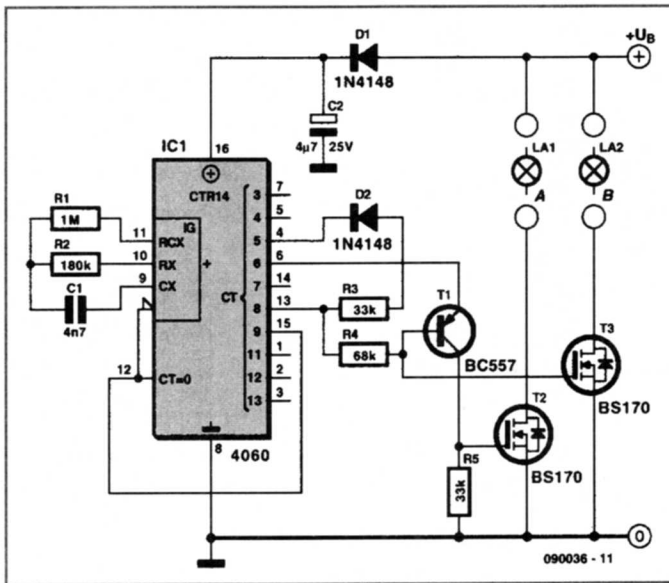 +UB
D1
1N4148
C2
4µ7 25V
IC1
16
CTR14
LA1
LA2
A
B
R1
1M
R2
180k
C1
4n7
11
10
9
IG
RCX
RX
CX
+
12
CT=0
CT
3
4
5
6
7
8
9
11
12
13
7
5
4
6
14
13
15
1
2
3
D2
1N4148
R3
33k
R4
68k
T1
BC557
T3
BS170
T2
BS170
R5
33k
8
4060
0
090036 - 11